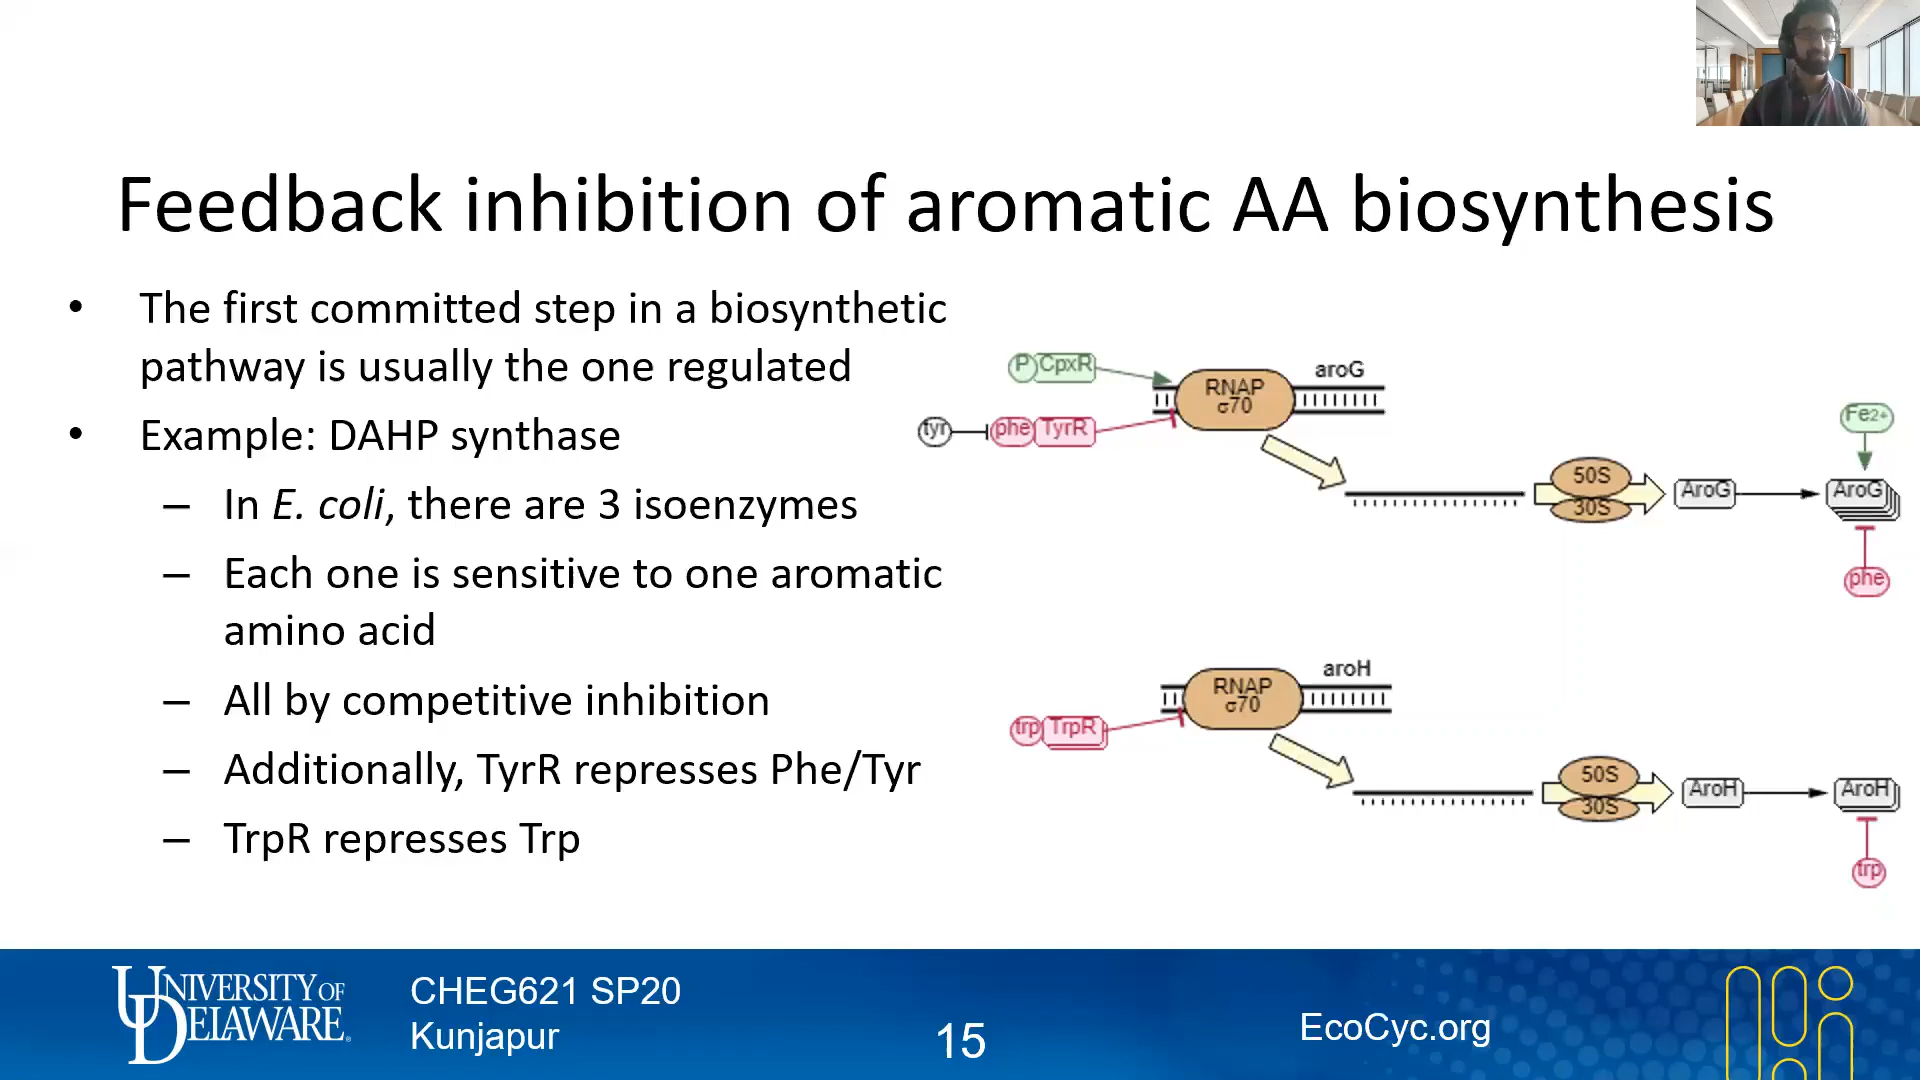 Feedback inhibition of aromatic AA biosynthesis
• The first committed step in a biosynthetic
pathway is usually the one regulated
• Example: DAHP synthase
– In E. coli, there are 3 isoenzymes
– Each one is sensitive to one aromatic
amino acid
– All by competitive inhibition
– Additionally, TyrR represses Phe/Tyr
– TrpR represses Trp
P CpxR
tyr phe TyrR
RNAP
σ70
aroG
50S
30S
AroG
AroG
Fe2+
phe
trp TrpR
RNAP
σ70
aroH
50S
30S
AroH
AroH
trp
UNIVERSITY OF
DELAWARE
CHEG621 SP20
Kunjapur
15
EcoCyc.org